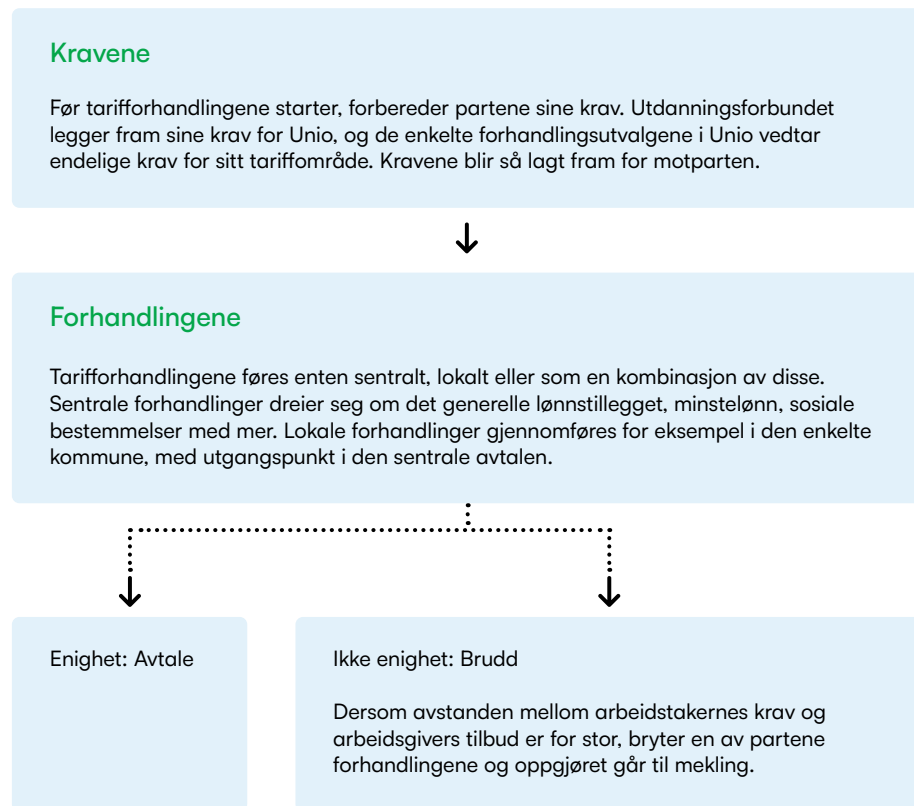 Kravene
Før tarifforhandlingene starter, forbereder partene sine krav. Utdanningsforbundet
legger fram sine krav for Unio, og de enkelte forhandlingsutvalgene i Unio vedtar
endelige krav for sitt tariffområde. Kravene blir så lagt fram for motparten.
Forhandlingene
Tarifforhandlingene føres enten sentralt, lokalt eller som en kombinasjon av disse.
Sentrale forhandlinger dreier seg om det generelle lønnstillegget, minstelønn, sosiale
bestemmelser med mer. Lokale forhandlinger gjennomføres for eksempel i den enkelte
kommune, med utgangspunkt i den sentrale avtalen.
Enighet: Avtale
Ikke enighet: Brudd
Dersom avstanden mellom arbeidstakernes krav og
arbeidsgivers tilbud er for stor, bryter en av partene
forhandlingene og oppgjøret går til mekling.